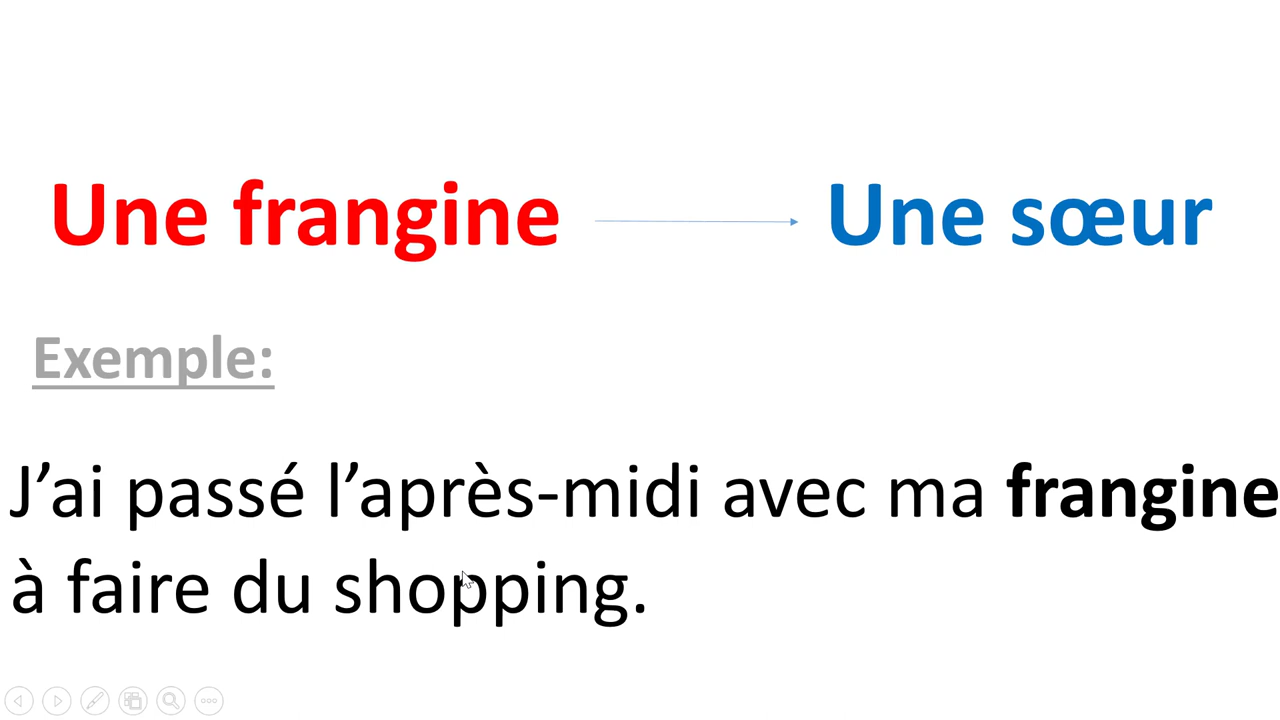 Une frangine Une sœur
Exemple:
J’ai passé l’après-midi avec ma frangine
à faire du shopping.